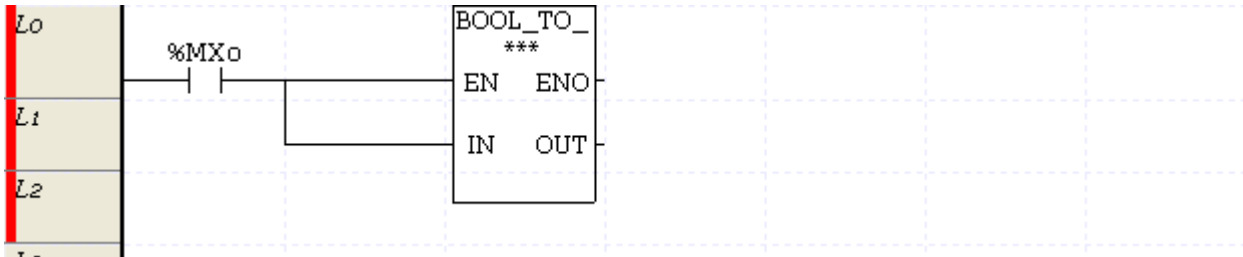 L0
%MX0
BOOL_TO_
***
EN ENO
L1
IN OUT
L2